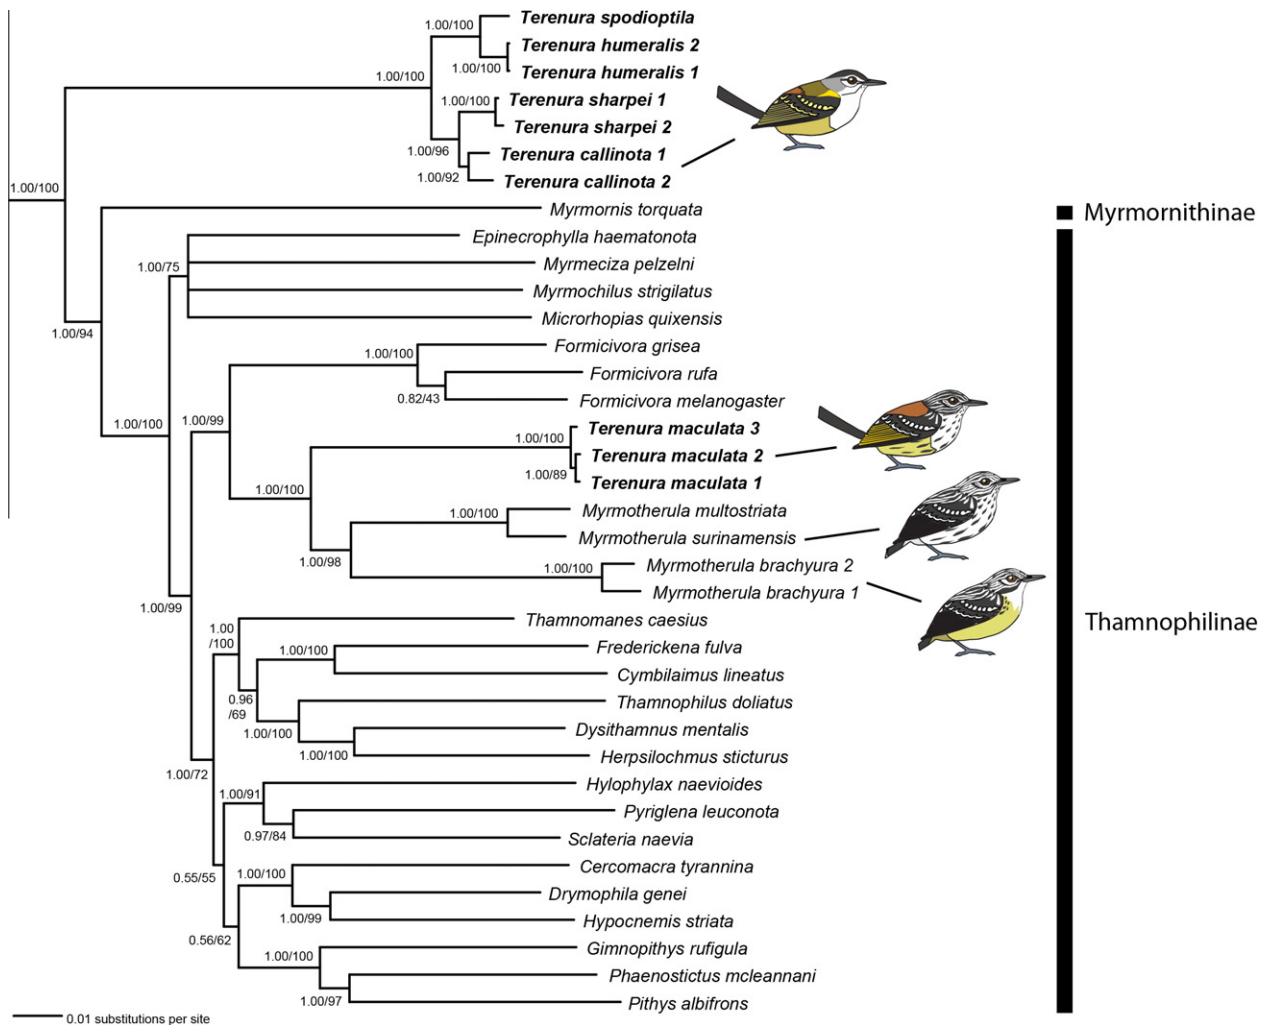 1.00/100
Terenura spodioptila
Terenura humeralis 2
1.00/100
Terenura humeralis 1
1.00/100
1.00/100
Terenura sharpei 1
Terenura sharpei 2
1.00/96
Terenura callinota 1
1.00/92
Terenura callinota 2
1.00/100
Myrmornis torquata
Myrmornithinae
Epinecrophylla haematonota
1.00/75
Myrmeciza pelzelni
Myrmochilus strigilatus
Microrhopias quixensis
1.00/94
Formicivora grisea
1.00/100
Formicivora rufa
0.82/43
Formicivora melanogaster
1.00/100
1.00/99
Terenura maculata 3
1.00/100
Terenura maculata 2
1.00/89
Terenura maculata 1
1.00/100
Myrmotherula multostriata
1.00/100
Myrmotherula surinamensis
1.00/98
Myrmotherula brachyura 2
1.00/100
Myrmotherula brachyura 1
1.00/99
Thamnomanes caesius
Thamnophilinae
1.00
/100
Frederickena fulva
1.00/100
Cymbilaimus lineatus
0.96
/69
Thamnophilus doliatus
1.00/100
Dysithamnus mentalis
1.00/100
Herpsilochmus sticturus
1.00/72
Hylophylax naevioides
1.00/91
Pyriglena leuconota
0.97/84
Sclateria naevia
0.55/55
Cercomacra tyrannina
1.00/100
Drymophila genei
1.00/99
Hypocnemis striata
0.56/62
Gimnopithys rufigula
1.00/100
Phaenostictus mcleannani
1.00/97
Pithys albifrons
0.01 substitutions per site